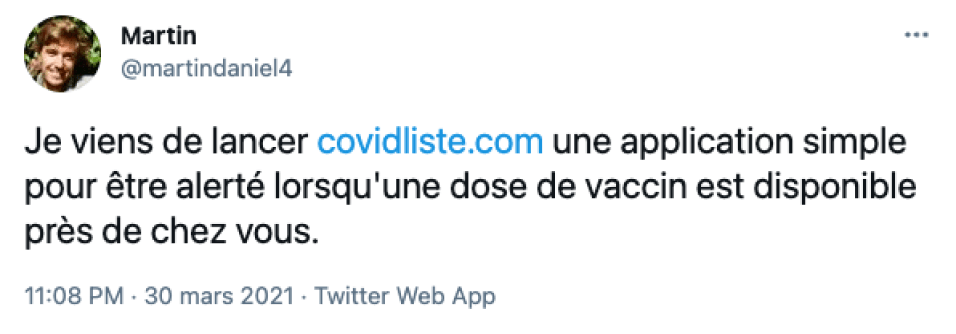 Martin
@martindaniel4
Je viens de lancer covidliste.com une application simple
pour être alerté lorsqu'une dose de vaccin est disponible
près de chez vous.
11:08 PM · 30 mars 2021 · Twitter Web App